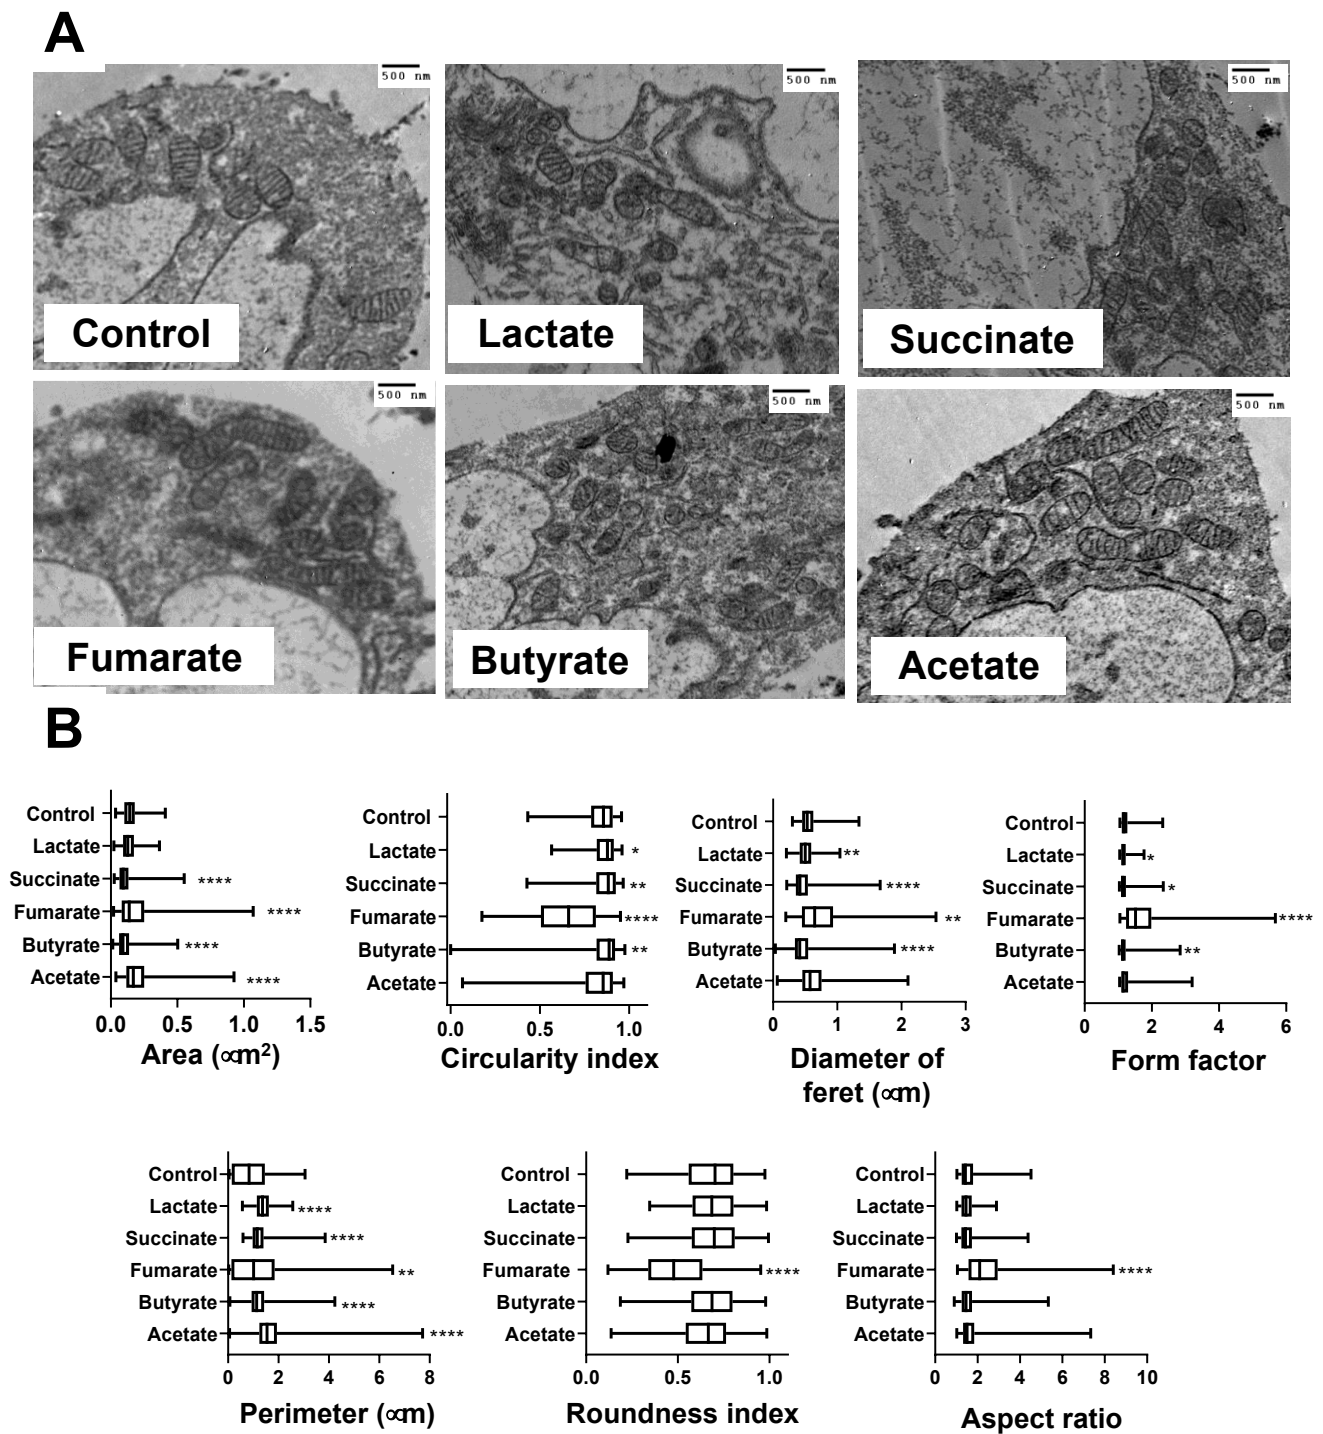 A
500 nm
500 nm
500 nm
Control
Lactate
Succinate
500 nm
500 nm
500 nm
Fumarate
Butyrate
Acetate
B
Control
Lactate
Succinate ****
Fumarate ****
Butyrate ****
Acetate ****
0.0 0.5 1.0 1.5
Area (∝m²)
Control
Lactate *
Succinate **
Fumarate ****
Butyrate **
Acetate
0.0 0.5 1.0
Circularity index
Control
Lactate **
Succinate ****
Fumarate **
Butyrate ****
Acetate
0 1 2 3
Diameter of
feret (∝m)
Control
Lactate *
Succinate *
Fumarate ****
Butyrate **
Acetate
0 2 4 6
Form factor
Control
Lactate ****
Succinate ****
Fumarate **
Butyrate ****
Acetate ****
0 2 4 6 8
Perimeter (∝m)
Control
Lactate
Succinate
Fumarate ****
Butyrate
Acetate
0.0 0.5 1.0
Roundness index
Control
Lactate
Succinate
Fumarate ****
Butyrate
Acetate
0 2 4 6 8 10
Aspect ratio